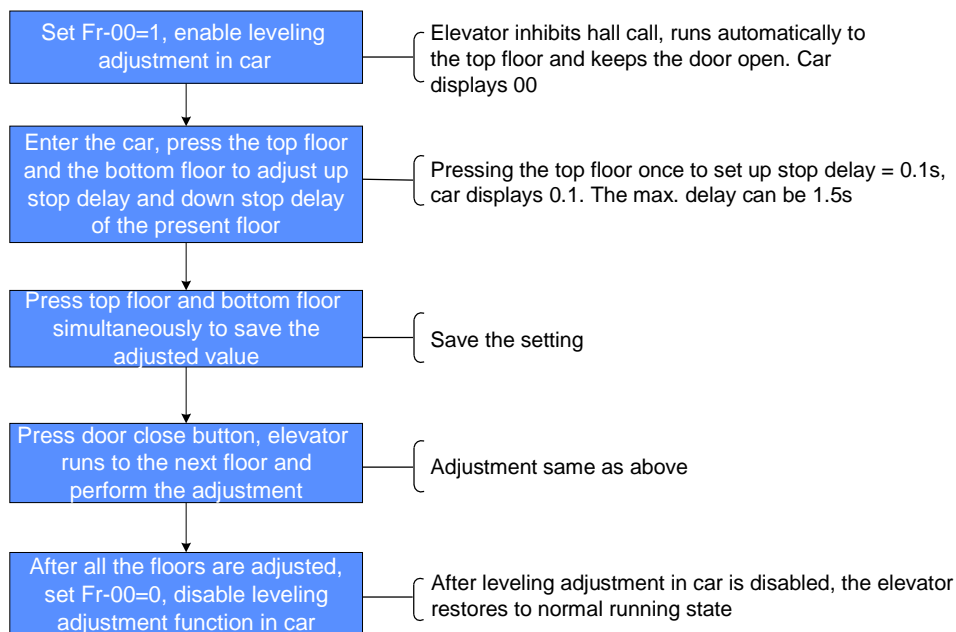 Set Fr-00=1, enable leveling
adjustment in car
Elevator inhibits hall call, runs automatically to
the top floor and keeps the door open. Car
displays 00
Enter the car, press the top floor
and the bottom floor to adjust up
stop delay and down stop delay
of the present floor
Pressing the top floor once to set up stop delay = 0.1s,
car displays 0.1. The max. delay can be 1.5s
Press top floor and bottom floor
simultaneously to save the
adjusted value
Save the setting
Press door close button, elevator
runs to the next floor and
perform the adjustment
Adjustment same as above
After all the floors are adjusted,
set Fr-00=0, disable leveling
adjustment function in car
After leveling adjustment in car is disabled, the elevator
restores to normal running state